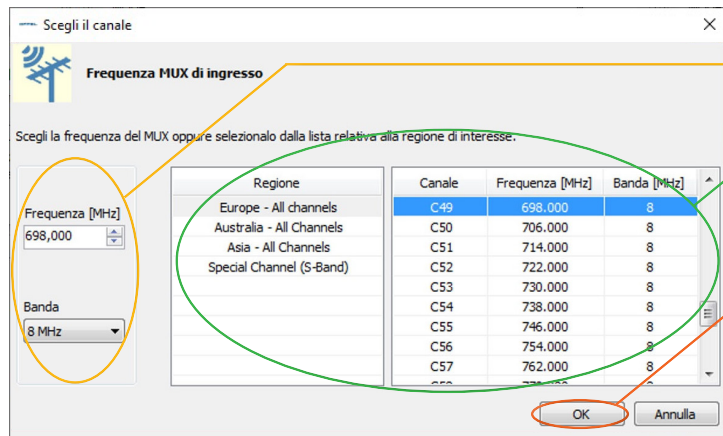 Scegli il canale
Frequenza MUX di ingresso
Scegli la frequenza del MUX oppure selezionalo dalla lista relativa alla regione di interesse.
Frequenza [MHz]
698,000
Banda
8 MHz
Regione
Europe - All channels
Australia - All Channels
Asia - All Channels
Special Channel (S-Band)
Canale Frequenza [MHz] Banda [MHz]
C49 698.000 8
C50 706.000 8
C51 714.000 8
C52 722.000 8
C53 730.000 8
C54 738.000 8
C55 746.000 8
C56 754.000 8
C57 762.000 8
OK Annulla